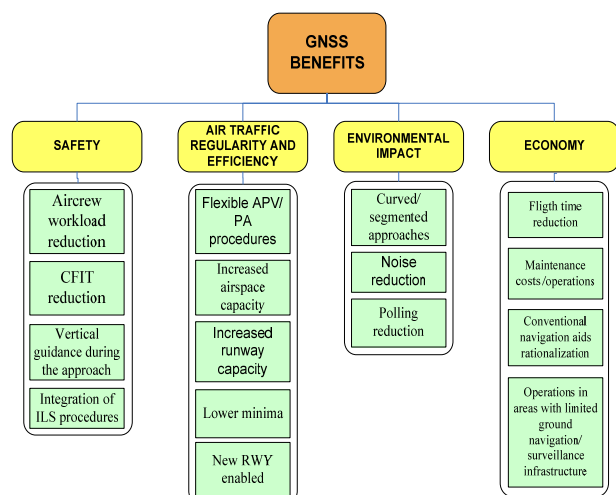 GNSS
BENEFITS
SAFETY
Aircrew
workload
reduction
CFIT
reduction
Vertical
guidance during
the approach
Integration of
ILS procedures
AIR TRAFFIC
REGULARITY AND
EFFICIENCY
Flexible APV/
PA
procedures
Increased
airspace
capacity
Increased
runway
capacity
Lower minima
New RWY
enabled
ENVIRONMENTAL
IMPACT
Curved/
segmented
approaches
Noise
reduction
Polling
reduction
ECONOMY
Fligth time
reduction
Maintenance
costs/operations
Conventional
navigation aids
rationalization
Operations in
areas with limited
ground
navigation/
surveillance
infrastructure